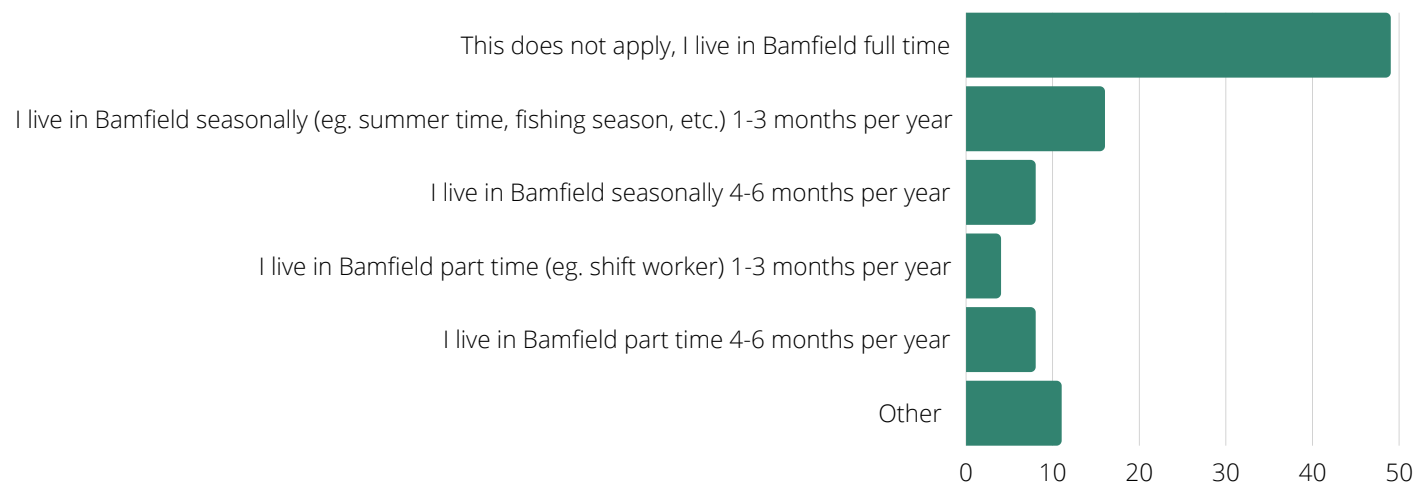 This does not apply, I live in Bamfield full time
I live in Bamfield seasonally (eg. summer time, fishing season, etc.) 1-3 months per year
I live in Bamfield seasonally 4-6 months per year
I live in Bamfield part time (eg. shift worker) 1-3 months per year
I live in Bamfield part time 4-6 months per year
Other
0 10 20 30 40 50